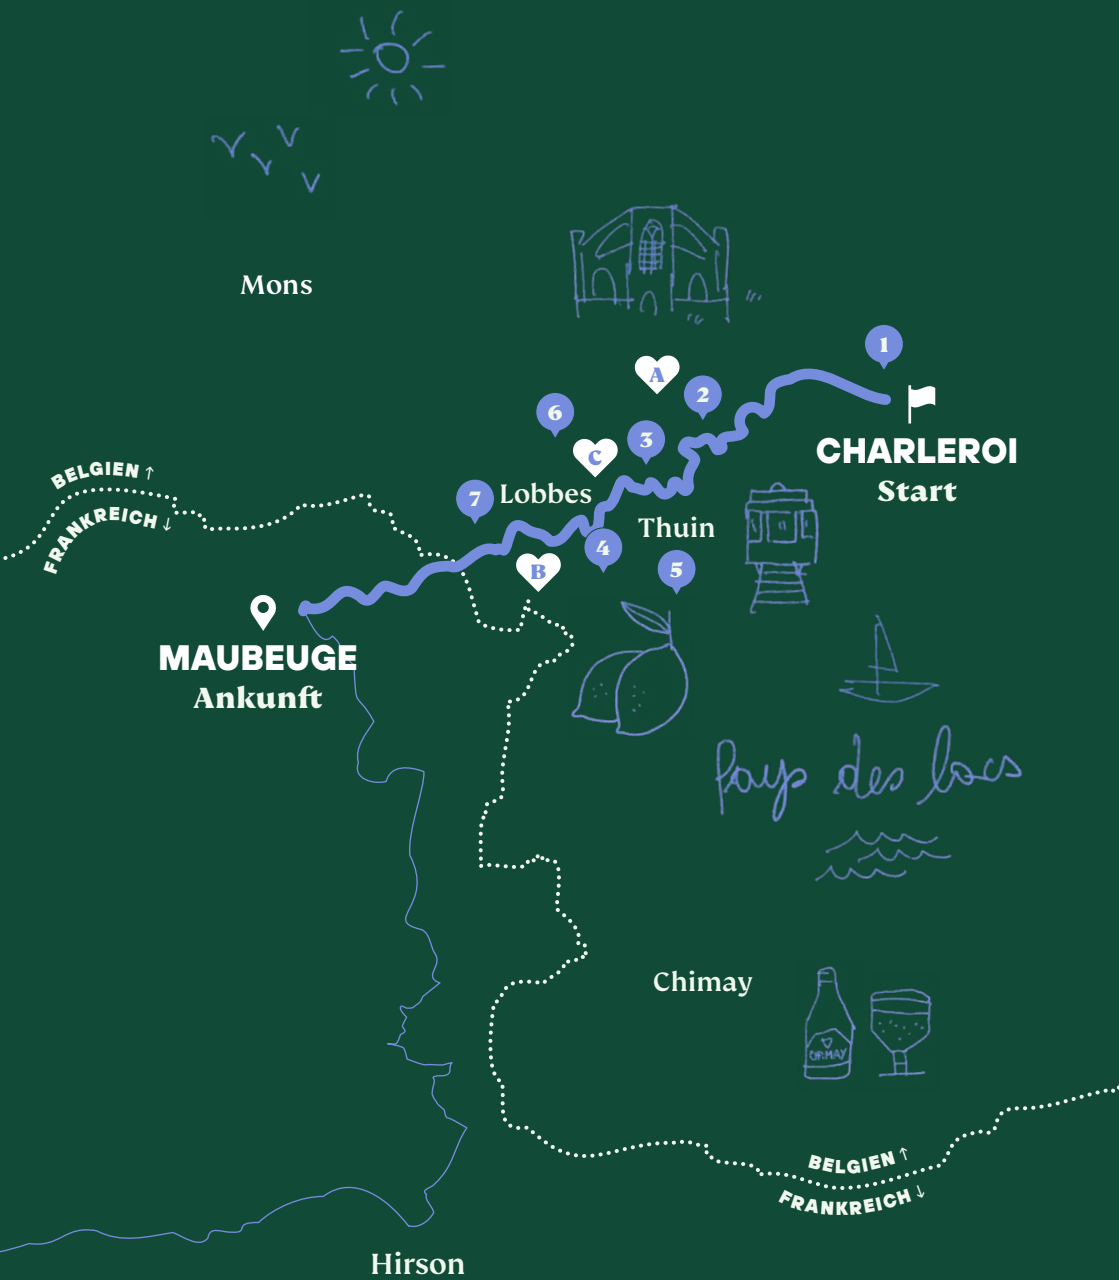 Mons
1
A
2
6
3
C
CHARLEROI
Start
BELGIEN ↑
FRANKREICH ↓
7
Lobbes
Thuin
4
B
5
MAUBEUGE
Ankunft
Pays des lacs
Chimay
CHIMAY
BELGIEN ↑
FRANKREICH ↓
Hirson